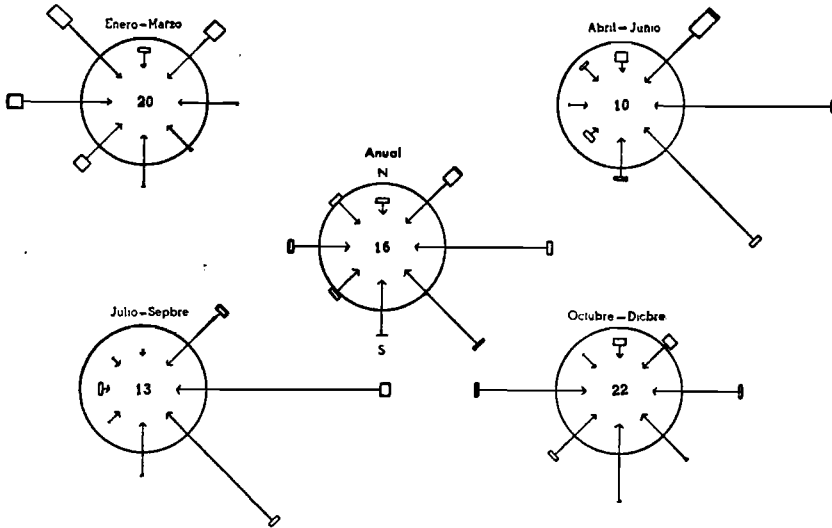 Enero-Marzo
20
Abril-Junio
10
Anual
N
16
S
Julio-Sepbre
13
Octubre-Dicbre
22